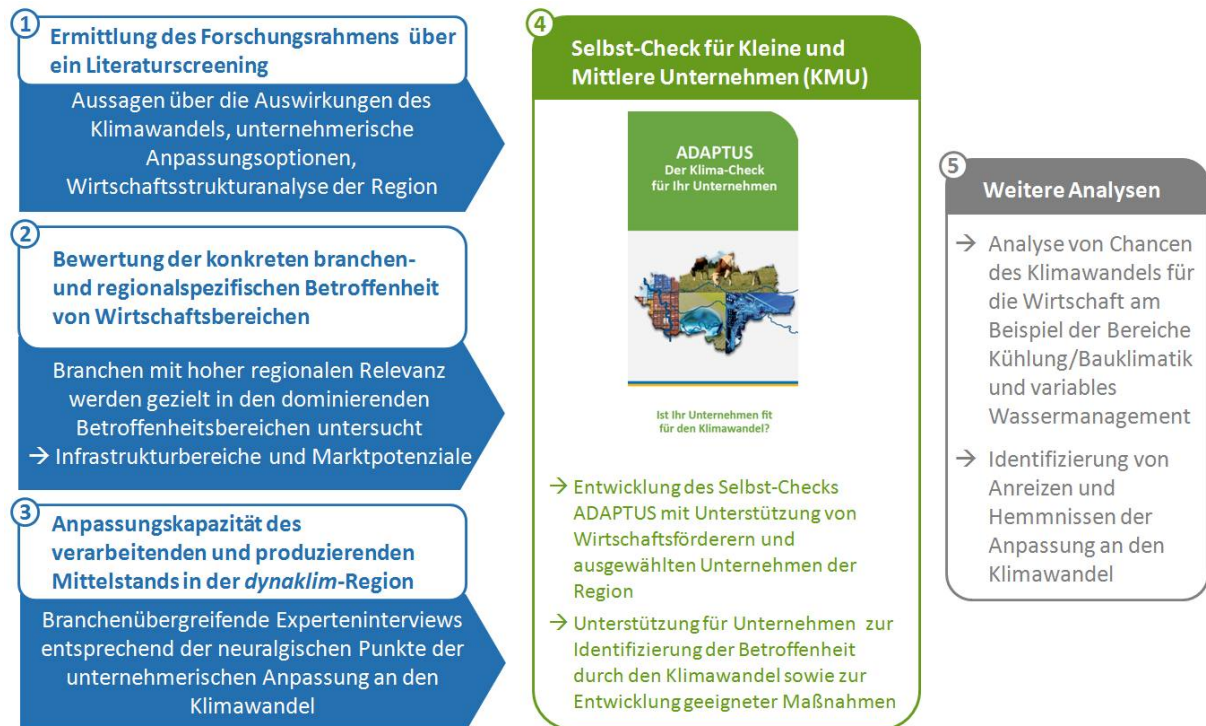 1
Ermittlung des Forschungsrahmens über
ein Literaturscreening
Aussagen über die Auswirkungen des
Klimawandels, unternehmerische
Anpassungsoptionen,
Wirtschaftsstrukturanalyse der Region
2
Bewertung der konkreten branchen-
und regionalspezifischen Betroffenheit
von Wirtschaftsbereichen
Branchen mit hoher regionalen Relevanz
werden gezielt in den dominierenden
Betroffenheitsbereichen untersucht
→ Infrastrukturbereiche und Marktpotenziale
3
Anpassungskapazität des
verarbeitenden und produzierenden
Mittelstands in der dynaklim-Region
Branchenübergreifende Experteninterviews
entsprechend der neuralgischen Punkte der
unternehmerischen Anpassung an den
Klimawandel
4
Selbst-Check für Kleine und
Mittlere Unternehmen (KMU)
ADAPTUS
Der Klima-Check
für Ihr Unternehmen
Ist Ihr Unternehmen fit
für den Klimawandel?
→ Entwicklung des Selbst-Checks
ADAPTUS mit Unterstützung von
Wirtschaftsförderern und
ausgewählten Unternehmen der
Region
→ Unterstützung für Unternehmen zur
Identifizierung der Betroffenheit
durch den Klimawandel sowie zur
Entwicklung geeigneter Maßnahmen
5
Weitere Analysen
→ Analyse von Chancen
des Klimawandels für
die Wirtschaft am
Beispiel der Bereiche
Kühlung/Bauklimatik
und variables
Wassermanagement
→ Identifizierung von
Anreizen und
Hemmnissen der
Anpassung an den
Klimawandel